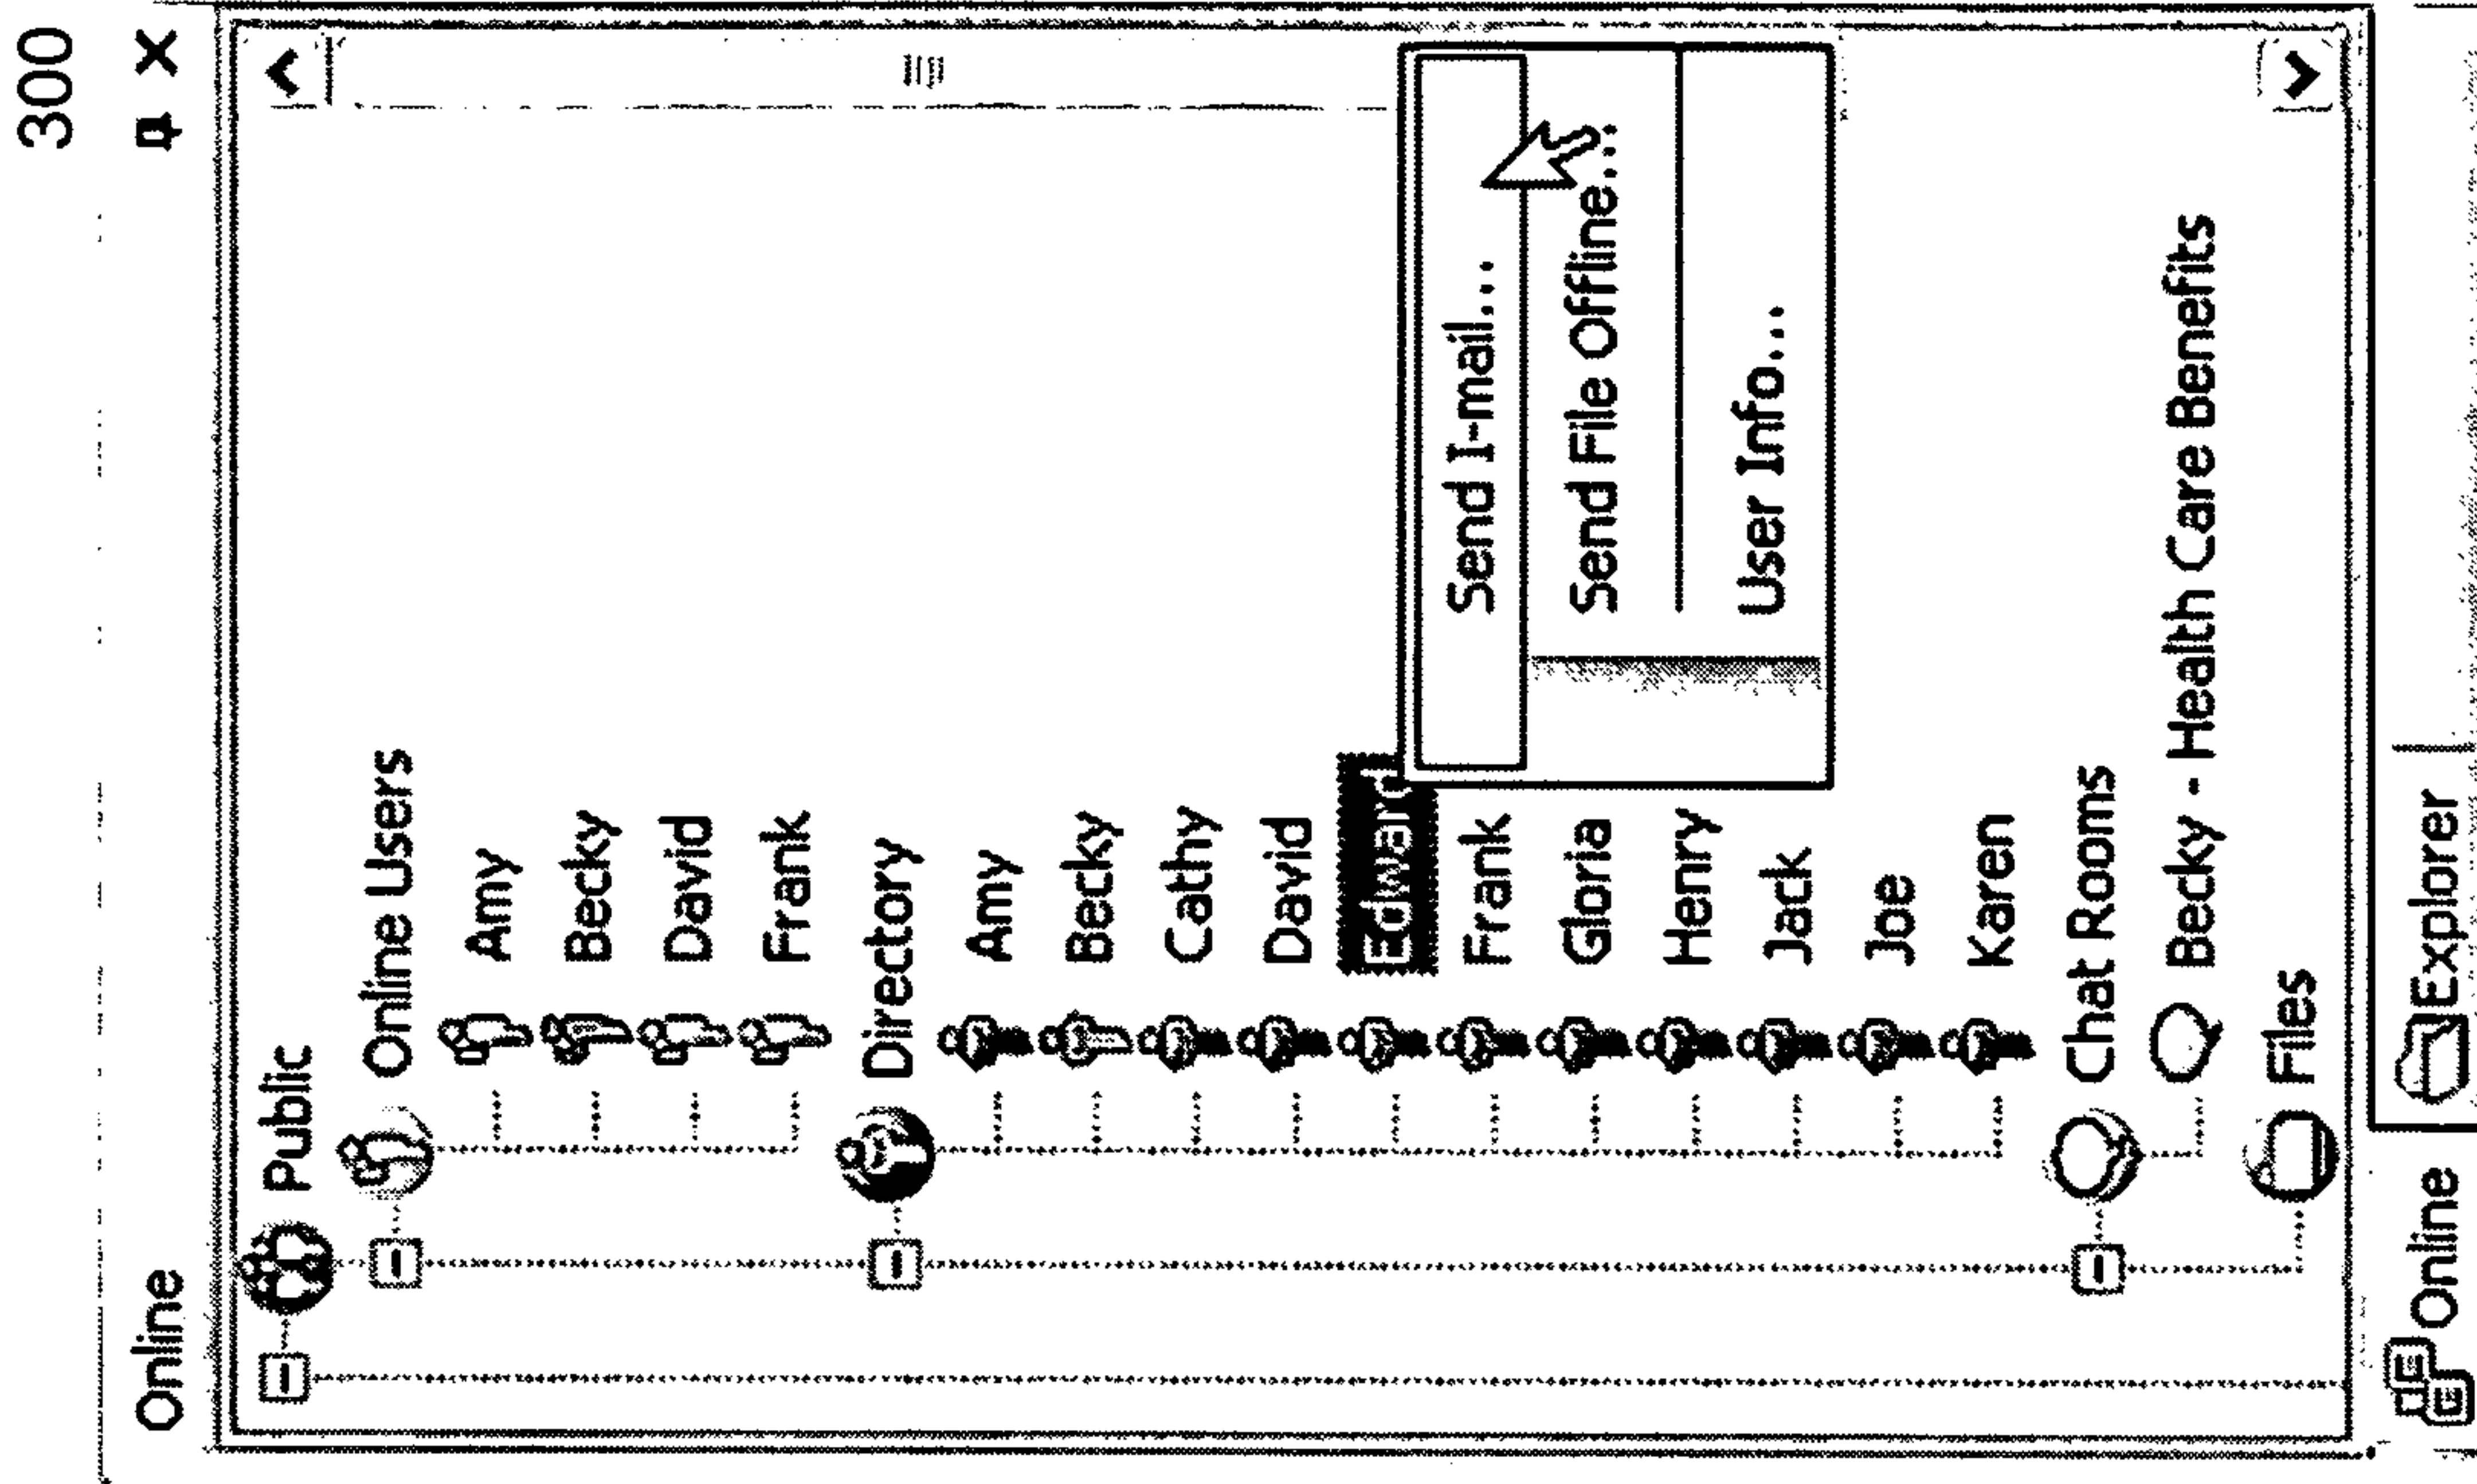 300
Online
Public
Online Users
Amy
Becky
David
Frank
Directory
Amy
Becky
Cathy
David
Edward
Send I-mail...
Frank
Send File Offline...
Gloria
Henry
User Info...
Jack
Joe
Karen
Chat Rooms
Becky - Health Care Benefits
Files
Online Explorer